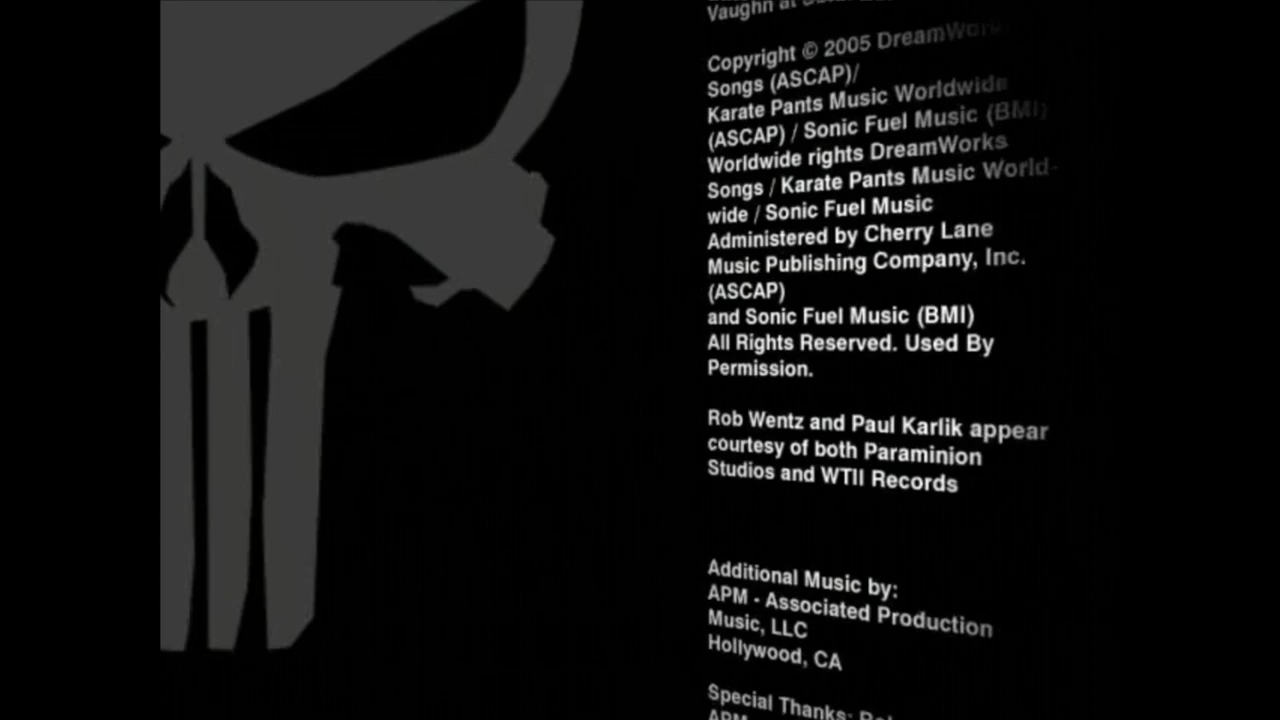 Vaughn at
Copyright © 2005 DreamWorks
Songs (ASCAP)/
Karate Pants Music Worldwide
(ASCAP) / Sonic Fuel Music (BMI)
Worldwide rights DreamWorks
Songs / Karate Pants Music World-
wide / Sonic Fuel Music
Administered by Cherry Lane
Music Publishing Company, Inc.
(ASCAP)
and Sonic Fuel Music (BMI)
All Rights Reserved. Used By
Permission.
Rob Wentz and Paul Karlik appear
courtesy of both Paraminion
Studios and WTII Records
Additional Music by:
APM - Associated Production
Music, LLC
Hollywood, CA
Special Thanks:
APM